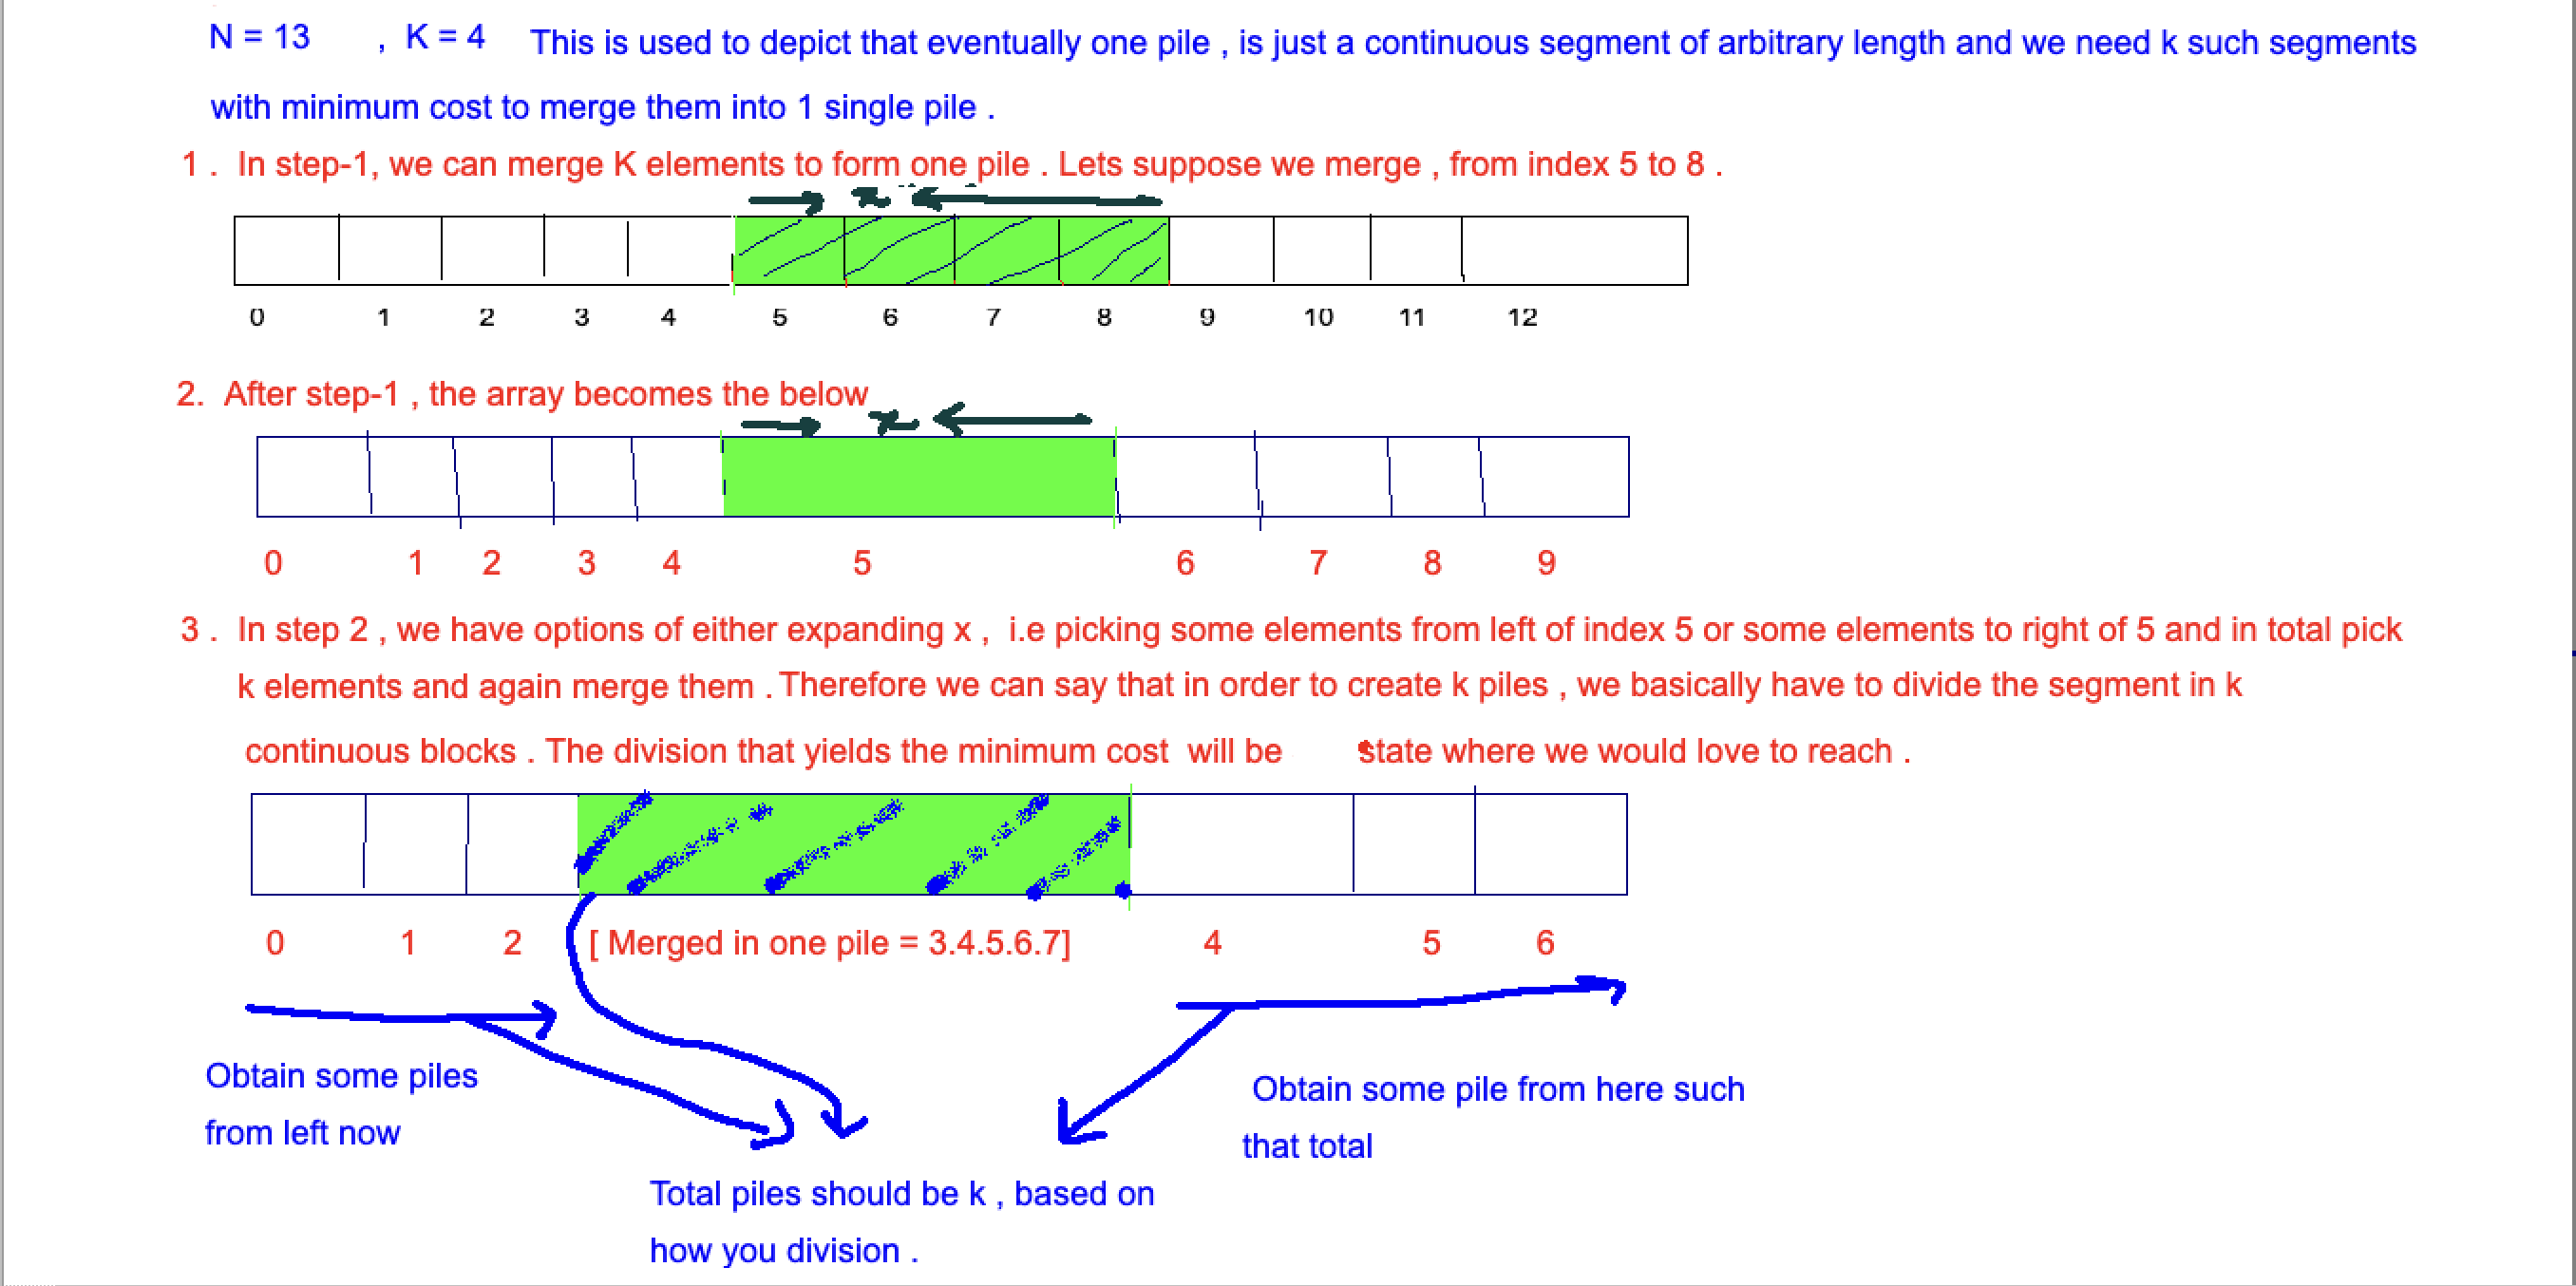 N = 13 , K = 4 This is used to depict that eventually one pile , is just a continuous segment of arbitrary length and we need k such segments
with minimum cost to merge them into 1 single pile .
1 . In step-1, we can merge K elements to form one pile . Lets suppose we merge , from index 5 to 8 .
x
0 1 2 3 4 5 6 7 8 9 10 11 12
2. After step-1 , the array becomes the below
x
0 1 2 3 4 5 6 7 8 9
3 . In step 2 , we have options of either expanding x , i.e picking some elements from left of index 5 or some elements to right of 5 and in total pick
k elements and again merge them . Therefore we can say that in order to create k piles , we basically have to divide the segment in k
continuous blocks . The division that yields the minimum cost will be state where we would love to reach .
0 1 2 [ Merged in one pile = 3.4.5.6.7] 4 5 6
Obtain some piles
from left now
Obtain some pile from here such
that total
Total piles should be k , based on
how you division .